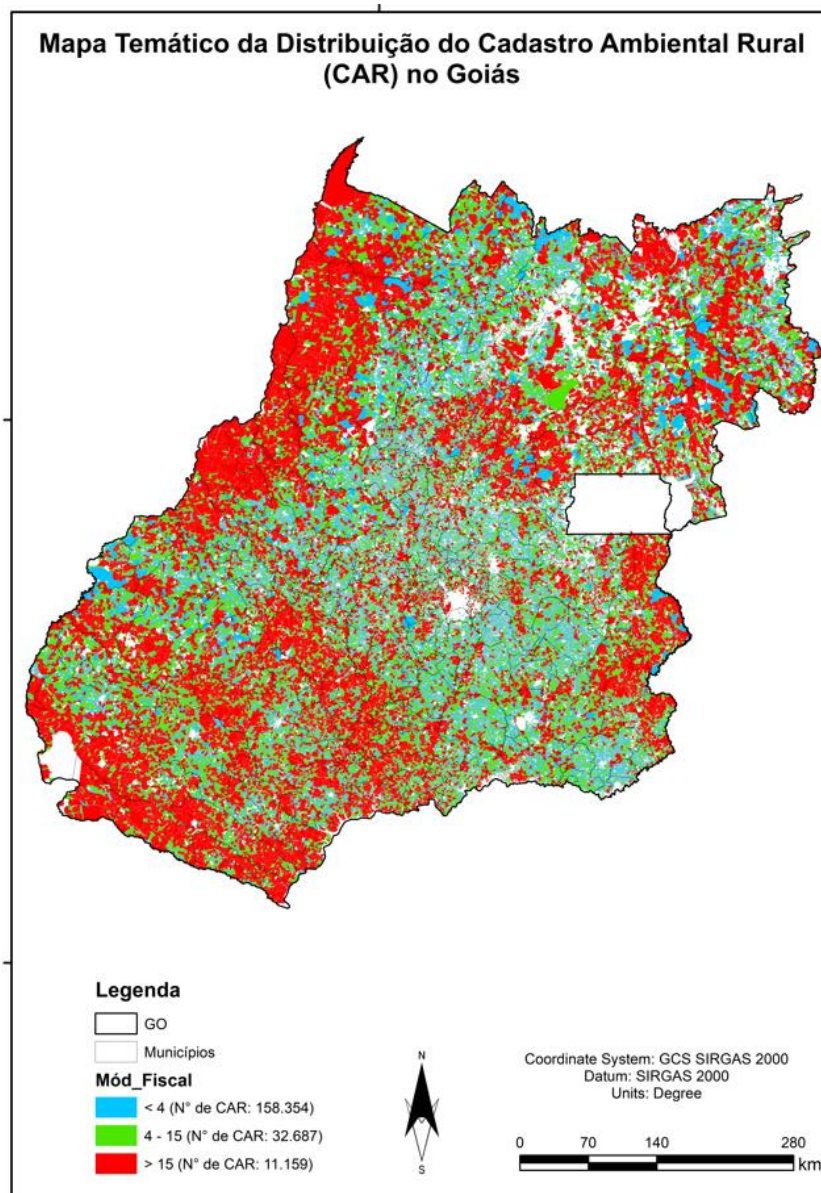 Mapa Temático da Distribuição do Cadastro Ambiental Rural
(CAR) no Goiás
Legenda
GO
Municípios
Mód_Fiscal
< 4 (N° de CAR: 158.354)
4 - 15 (N° de CAR: 32.687)
> 15 (N° de CAR: 11.159)
N
S
Coordinate System: GCS SIRGAS 2000
Datum: SIRGAS 2000
Units: Degree
0 70 140 280
km